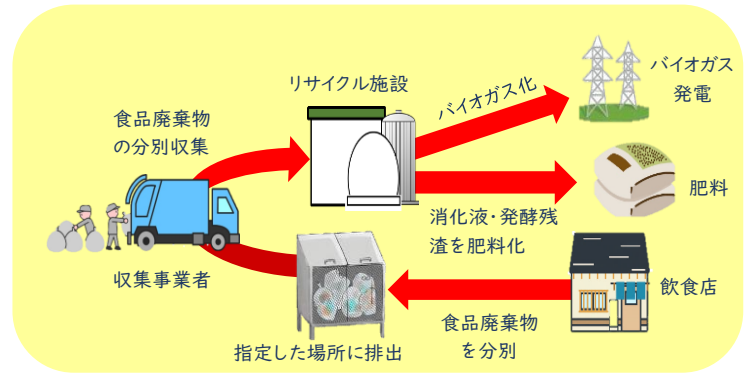 リサイクル施設
バイオガス化
バイオガス
発電
食品廃棄物
の分別収集
肥料
消化液・発酵残
渣を肥料化
収集事業者
飲食店
食品廃棄物
を分別
指定した場所に排出